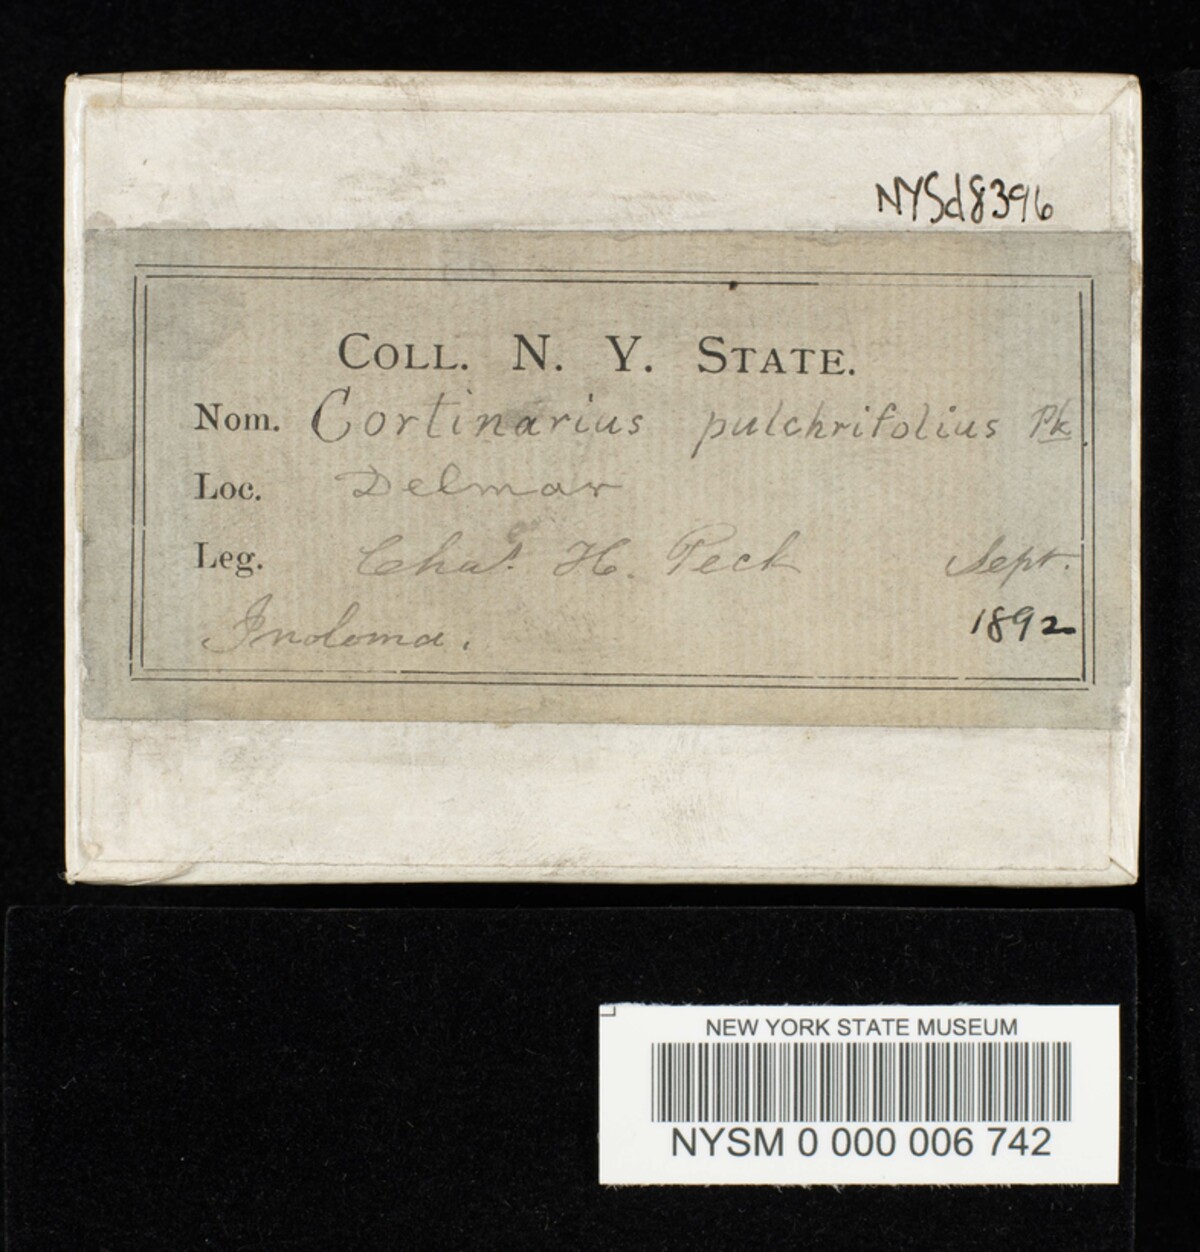 NYSd8396
COLL. N. Y. STATE.
Nom. Cortinarius pulchrifolius Pk.
Loc. Delmar
Leg. Chas. H. Peck Sept.
1892
Inoloma.
NEW YORK STATE MUSEUM
NYSM 0 000 006 742